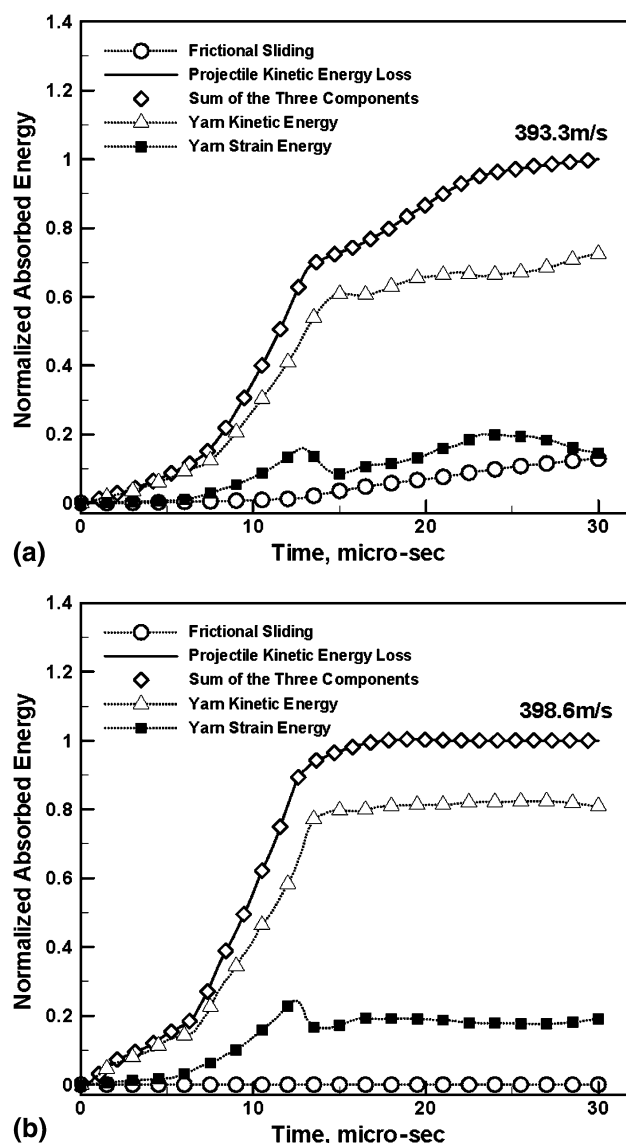 1.4
Frictional Sliding
Projectile Kinetic Energy Loss
1.2
Sum of the Three Components
Yarn Kinetic Energy
393.3m/s
Yarn Strain Energy
1
0.8
0.6
0.4
0.2
0
Normalized Absorbed Energy
0 10 20 30
(a)
Time, micro-sec
1.4
Frictional Sliding
Projectile Kinetic Energy Loss
1.2
Sum of the Three Components
Yarn Kinetic Energy
398.6m/s
Yarn Strain Energy
1
0.8
0.6
0.4
0.2
0
Normalized Absorbed Energy
0 10 20 30
(b)
Time, micro-sec